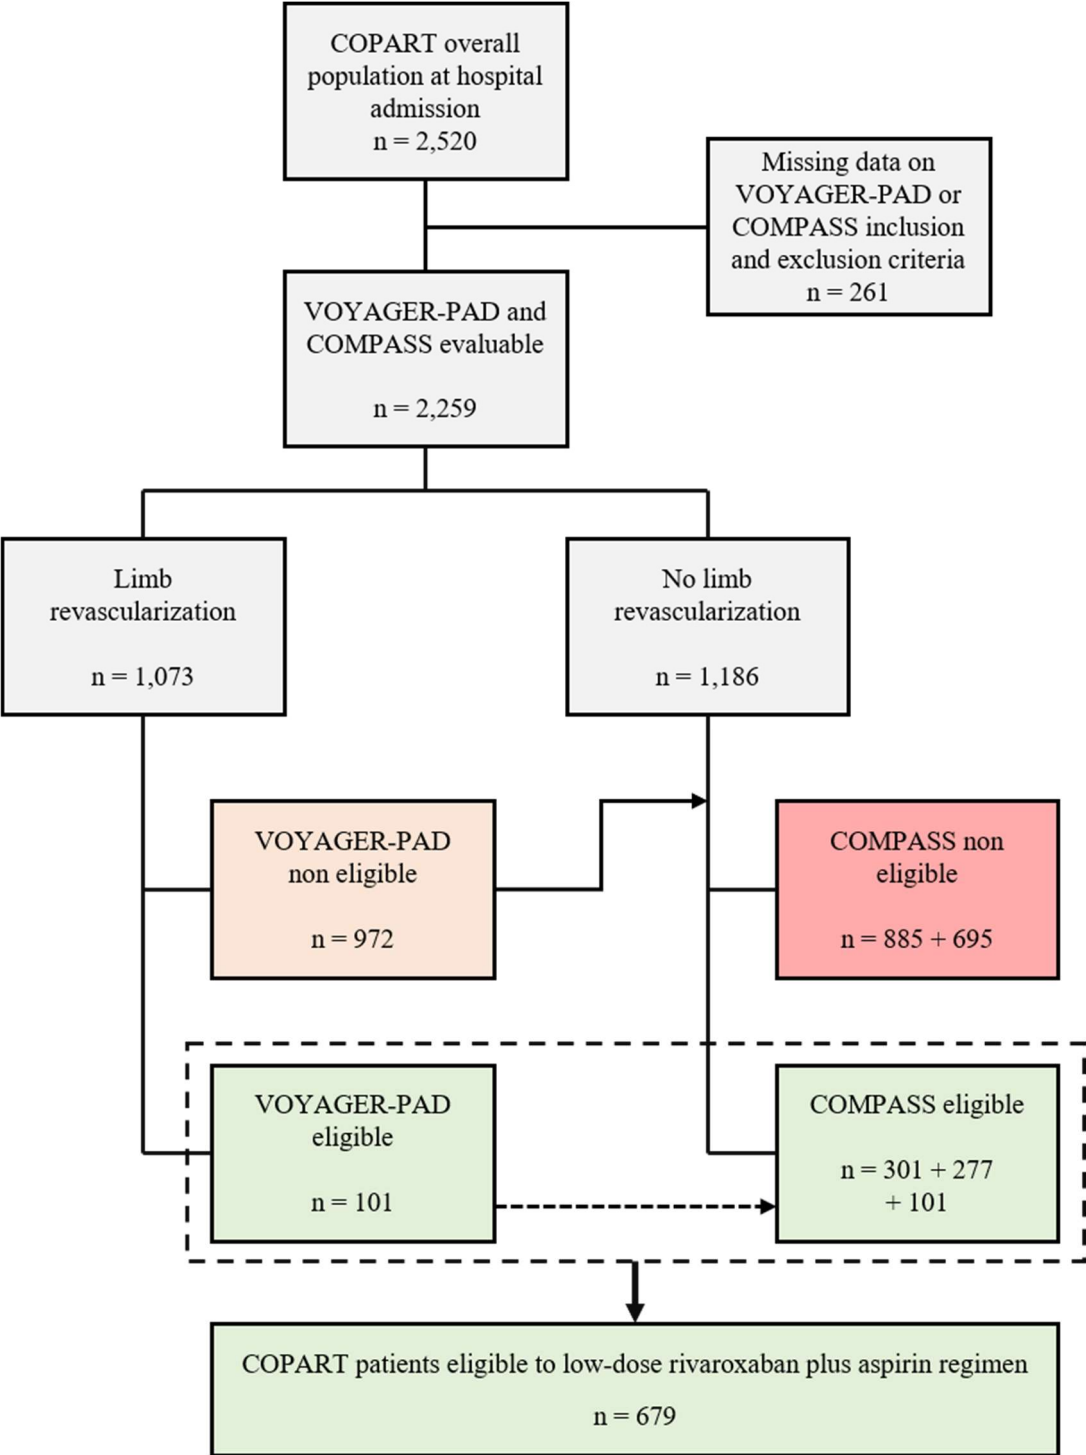 COPART overall
population at hospital
admission
n = 2,520
Missing data on
VOYAGER-PAD or
COMPASS inclusion
and exclusion criteria
n = 261
VOYAGER-PAD and
COMPASS evaluable
n = 2,259
Limb
revascularization
n = 1,073
No limb
revascularization
n = 1,186
VOYAGER-PAD
non eligible
n = 972
COMPASS non
eligible
n = 885 + 695
VOYAGER-PAD
eligible
n = 101
COMPASS eligible
n = 301 + 277
+ 101
COPART patients eligible to low-dose rivaroxaban plus aspirin regimen
n = 679